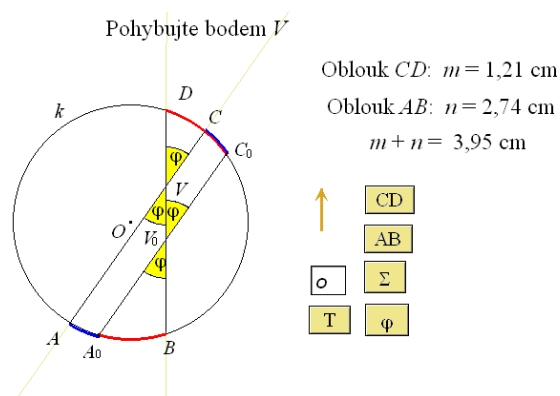 Pohybujte bodem V
Oblouk CD: m = 1,21 cm
Oblouk AB: n = 2,74 cm
m + n = 3,95 cm
k
D
C
C0
φ
V
φ φ
O
V0
φ
A
A0
B
CD
AB
o
Σ
T
φ